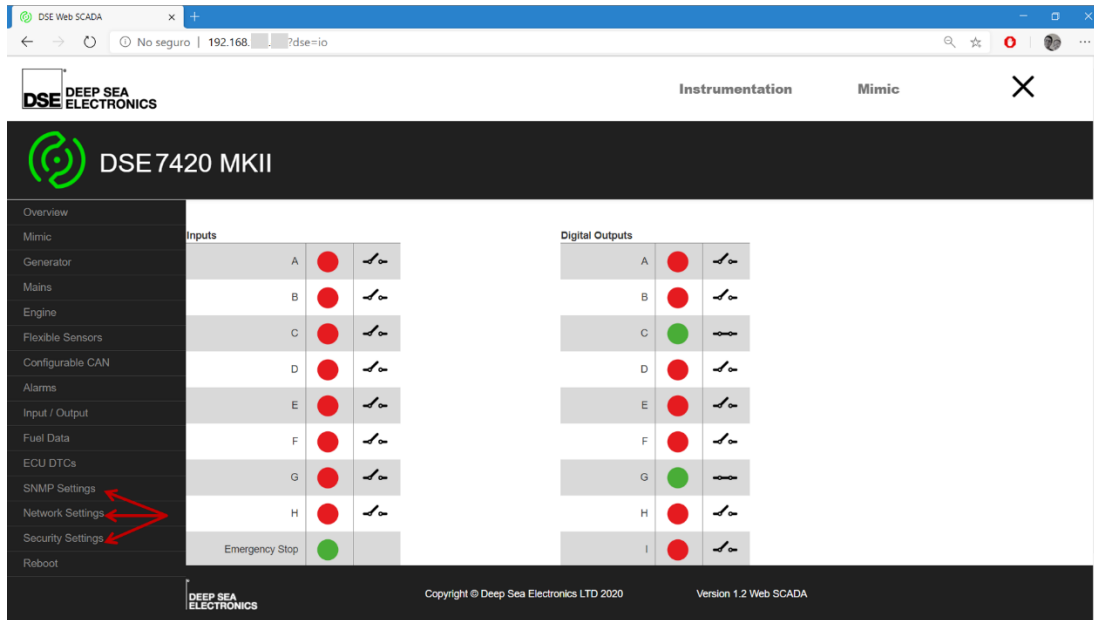 DSE Web SCADA
No seguro | 192.168. . ?dse=io
DSE DEEP SEA ELECTRONICS
Instrumentation
Mimic
DSE 7420 MKII
Overview
Mimic
Generator
Mains
Engine
Flexible Sensors
Configurable CAN
Alarms
Input / Output
Fuel Data
ECU DTCs
SNMP Settings
Network Settings
Security Settings
Reboot
Inputs
A
B
C
D
E
F
G
H
Emergency Stop
Digital Outputs
A
B
C
D
E
F
G
H
I
DEEP SEA
ELECTRONICS
Copyright © Deep Sea Electronics LTD 2020
Version 1.2 Web SCADA